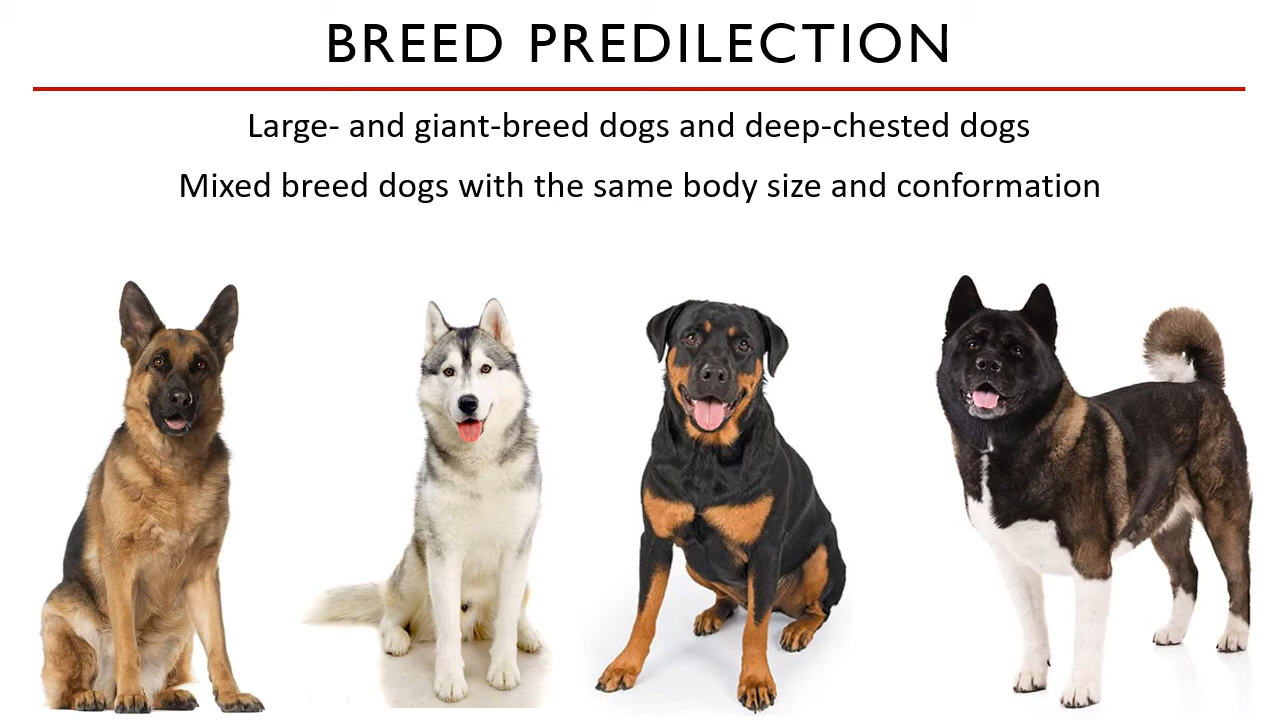 BREED PREDILECTION
Large- and giant-breed dogs and deep-chested dogs
Mixed breed dogs with the same body size and conformation